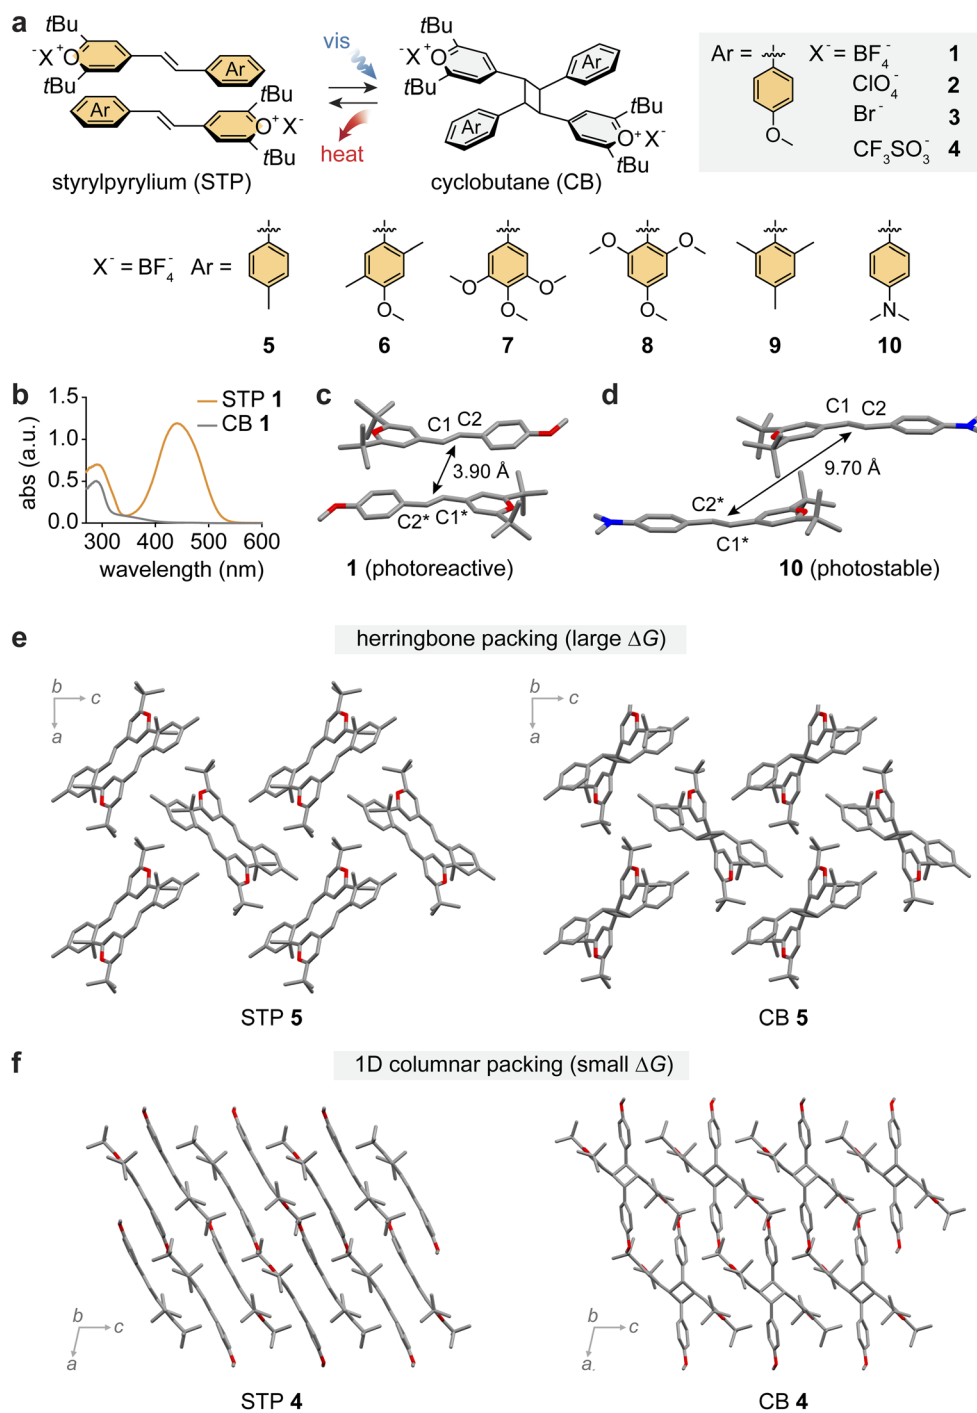 a
tBu
-X+
O
tBu
Ar
Ar
tBu
O+ X-
tBu
styrylpyrylium (STP)
vis
heat
tBu
-X+
O
tBu
Ar
Ar
tBu
O+ X-
tBu
cyclobutane (CB)
Ar = X- = BF4- 1
ClO4- 2
Br- 3
O
CF3SO3- 4
X- = BF4- Ar =
O O O O
O O
O O O N
5 6 7 8 9 10
b
abs (a.u.)
1.5
1.0
0.5
0.0
300 400 500 600
wavelength (nm)
STP 1
CB 1
c
C1 C2
3.90 Å
C2* C1*
1 (photoreactive)
d
C1 C2
9.70 Å
C2*
C1*
10 (photostable)
e
herringbone packing (large ΔG)
b
c
a
b
c
a
STP 5
CB 5
f
1D columnar packing (small ΔG)
b
c
a
b
c
a
STP 4
CB 4